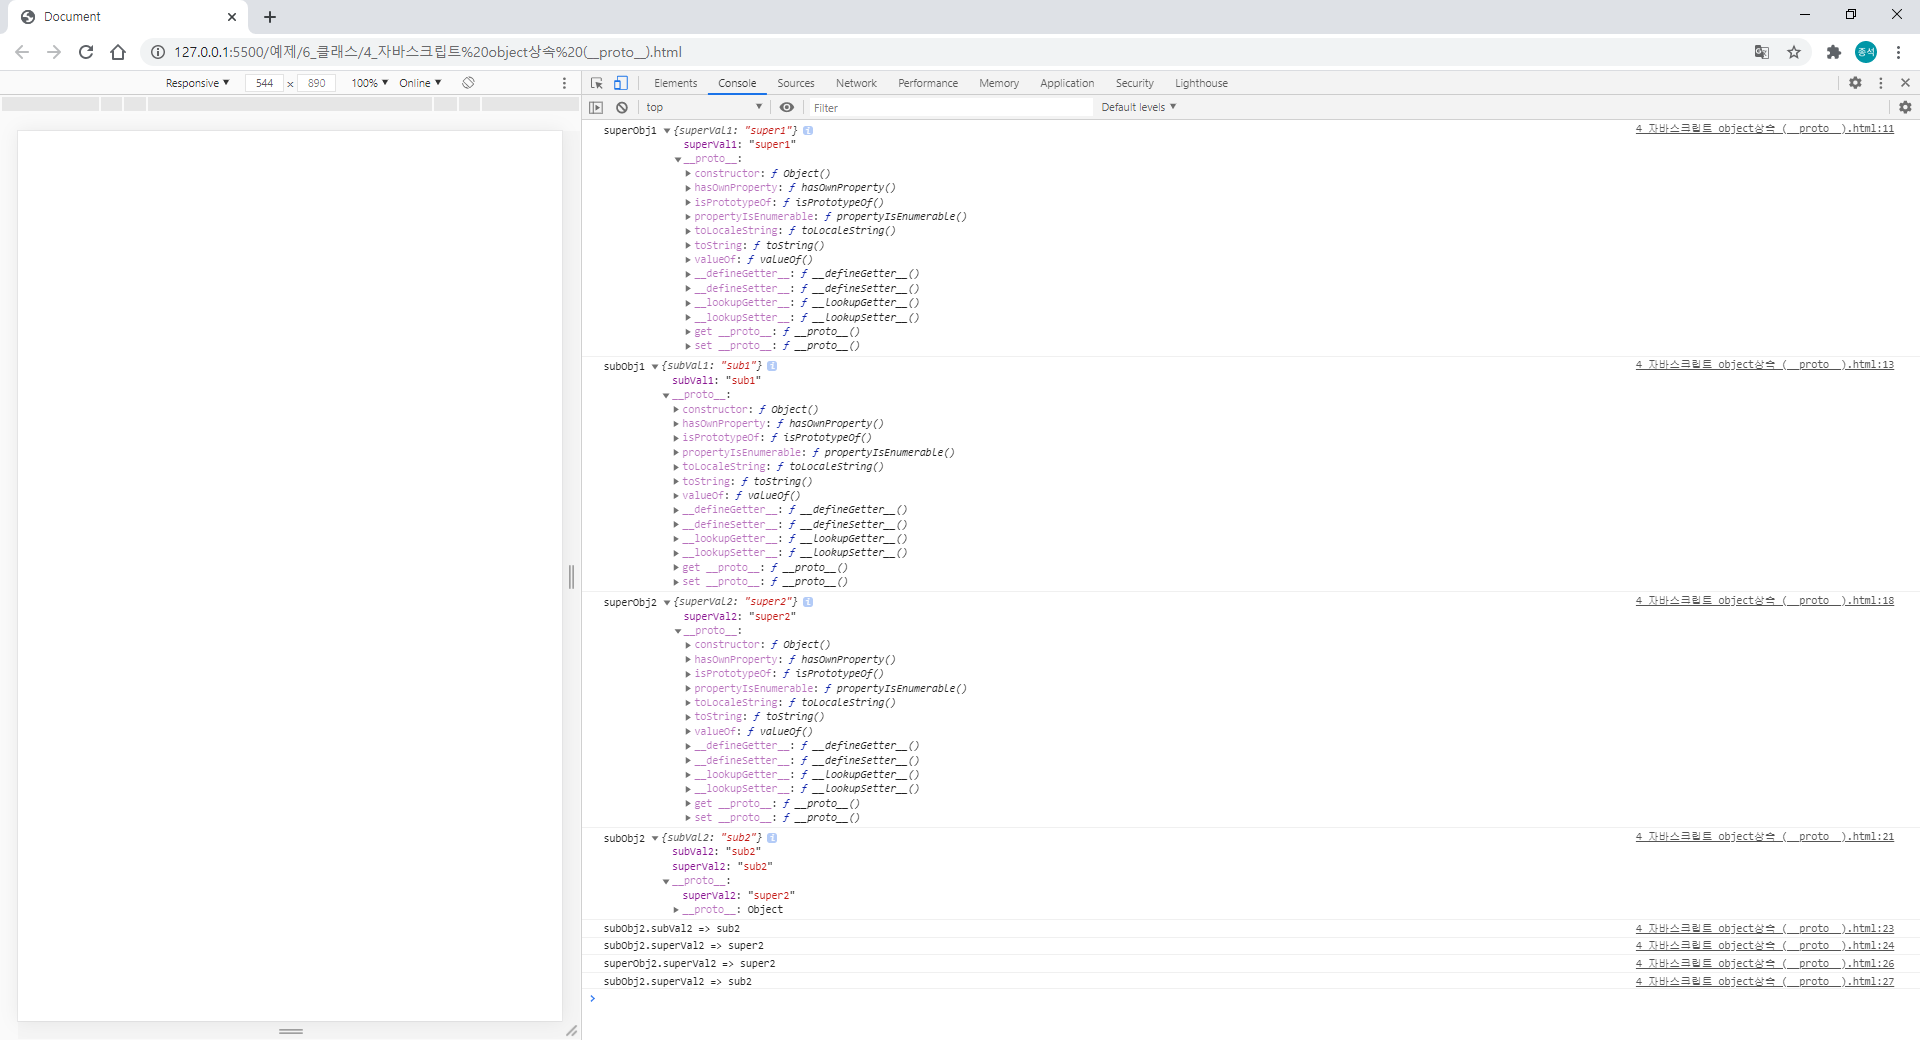 Document
127.0.0.1:5500/예제/6_클래스/4_자바스크립트%20object상속%20(__proto__).html
종석
Responsive ▼ 544 × 890 100% ▼ Online ▼
Elements Console Sources Network Performance Memory Application Security Lighthouse
top ▼ Filter Default levels ▼
superObj1 ▼{superVal1: "super1"} i 4_자바스크립트 object상속 (__proto__).html:11
superVal1: "super1"
▼__proto__:
▶constructor: ƒ Object()
▶hasOwnProperty: ƒ hasOwnProperty()
▶isPrototypeOf: ƒ isPrototypeOf()
▶propertyIsEnumerable: ƒ propertyIsEnumerable()
▶toLocaleString: ƒ toLocaleString()
▶toString: ƒ toString()
▶valueOf: ƒ valueOf()
▶__defineGetter__: ƒ __defineGetter__()
▶__defineSetter__: ƒ __defineSetter__()
▶__lookupGetter__: ƒ __lookupGetter__()
▶__lookupSetter__: ƒ __lookupSetter__()
▶get __proto__: ƒ __proto__()
▶set __proto__: ƒ __proto__()
subObj1 ▼{subVal1: "sub1"} i 4_자바스크립트 object상속 (__proto__).html:13
subVal1: "sub1"
▼__proto__:
▶constructor: ƒ Object()
▶hasOwnProperty: ƒ hasOwnProperty()
▶isPrototypeOf: ƒ isPrototypeOf()
▶propertyIsEnumerable: ƒ propertyIsEnumerable()
▶toLocaleString: ƒ toLocaleString()
▶toString: ƒ toString()
▶valueOf: ƒ valueOf()
▶__defineGetter__: ƒ __defineGetter__()
▶__defineSetter__: ƒ __defineSetter__()
▶__lookupGetter__: ƒ __lookupGetter__()
▶__lookupSetter__: ƒ __lookupSetter__()
▶get __proto__: ƒ __proto__()
▶set __proto__: ƒ __proto__()
superObj2 ▼{superVal2: "super2"} i 4_자바스크립트 object상속 (__proto__).html:18
superVal2: "super2"
▼__proto__:
▶constructor: ƒ Object()
▶hasOwnProperty: ƒ hasOwnProperty()
▶isPrototypeOf: ƒ isPrototypeOf()
▶propertyIsEnumerable: ƒ propertyIsEnumerable()
▶toLocaleString: ƒ toLocaleString()
▶toString: ƒ toString()
▶valueOf: ƒ valueOf()
▶__defineGetter__: ƒ __defineGetter__()
▶__defineSetter__: ƒ __defineSetter__()
▶__lookupGetter__: ƒ __lookupGetter__()
▶__lookupSetter__: ƒ __lookupSetter__()
▶get __proto__: ƒ __proto__()
▶set __proto__: ƒ __proto__()
subObj2 ▼{subVal2: "sub2"} i 4_자바스크립트 object상속 (__proto__).html:21
subVal2: "sub2"
superVal2: "sub2"
▼__proto__:
superVal2: "super2"
▶__proto__: Object
subObj2.subVal2 => sub2 4_자바스크립트 object상속 (__proto__).html:23
subObj2.superVal2 => super2 4_자바스크립트 object상속 (__proto__).html:24
superObj2.superVal2 => super2 4_자바스크립트 object상속 (__proto__).html:26
subObj2.superVal2 => sub2 4_자바스크립트 object상속 (__proto__).html:27